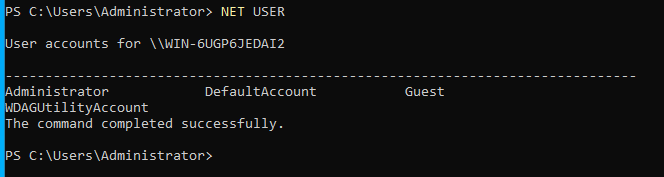 PS C:\Users\Administrator> NET USER
User accounts for \\WIN-6UGP6JEDAI2
-------------------------------------------------------------------------------
Administrator            DefaultAccount           Guest
WDAGUtilityAccount
The command completed successfully.
PS C:\Users\Administrator>